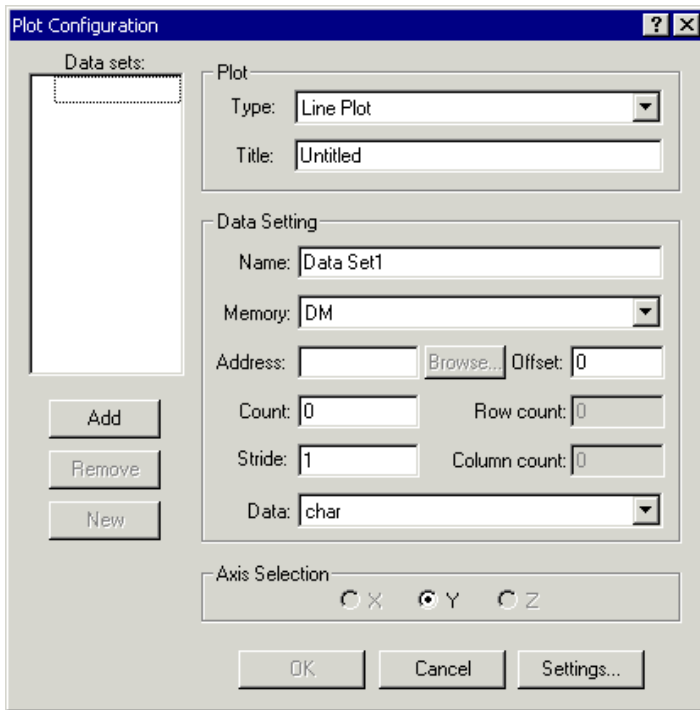 Plot Configuration
Data sets:
Add
Remove
New
Plot
Type: Line Plot
Title: Untitled
Data Setting
Name: Data Set1
Memory: DM
Address: Browse... Offset: 0
Count: 0 Row count: 0
Stride: 1 Column count: 0
Data: char
Axis Selection
X Y Z
OK Cancel Settings...